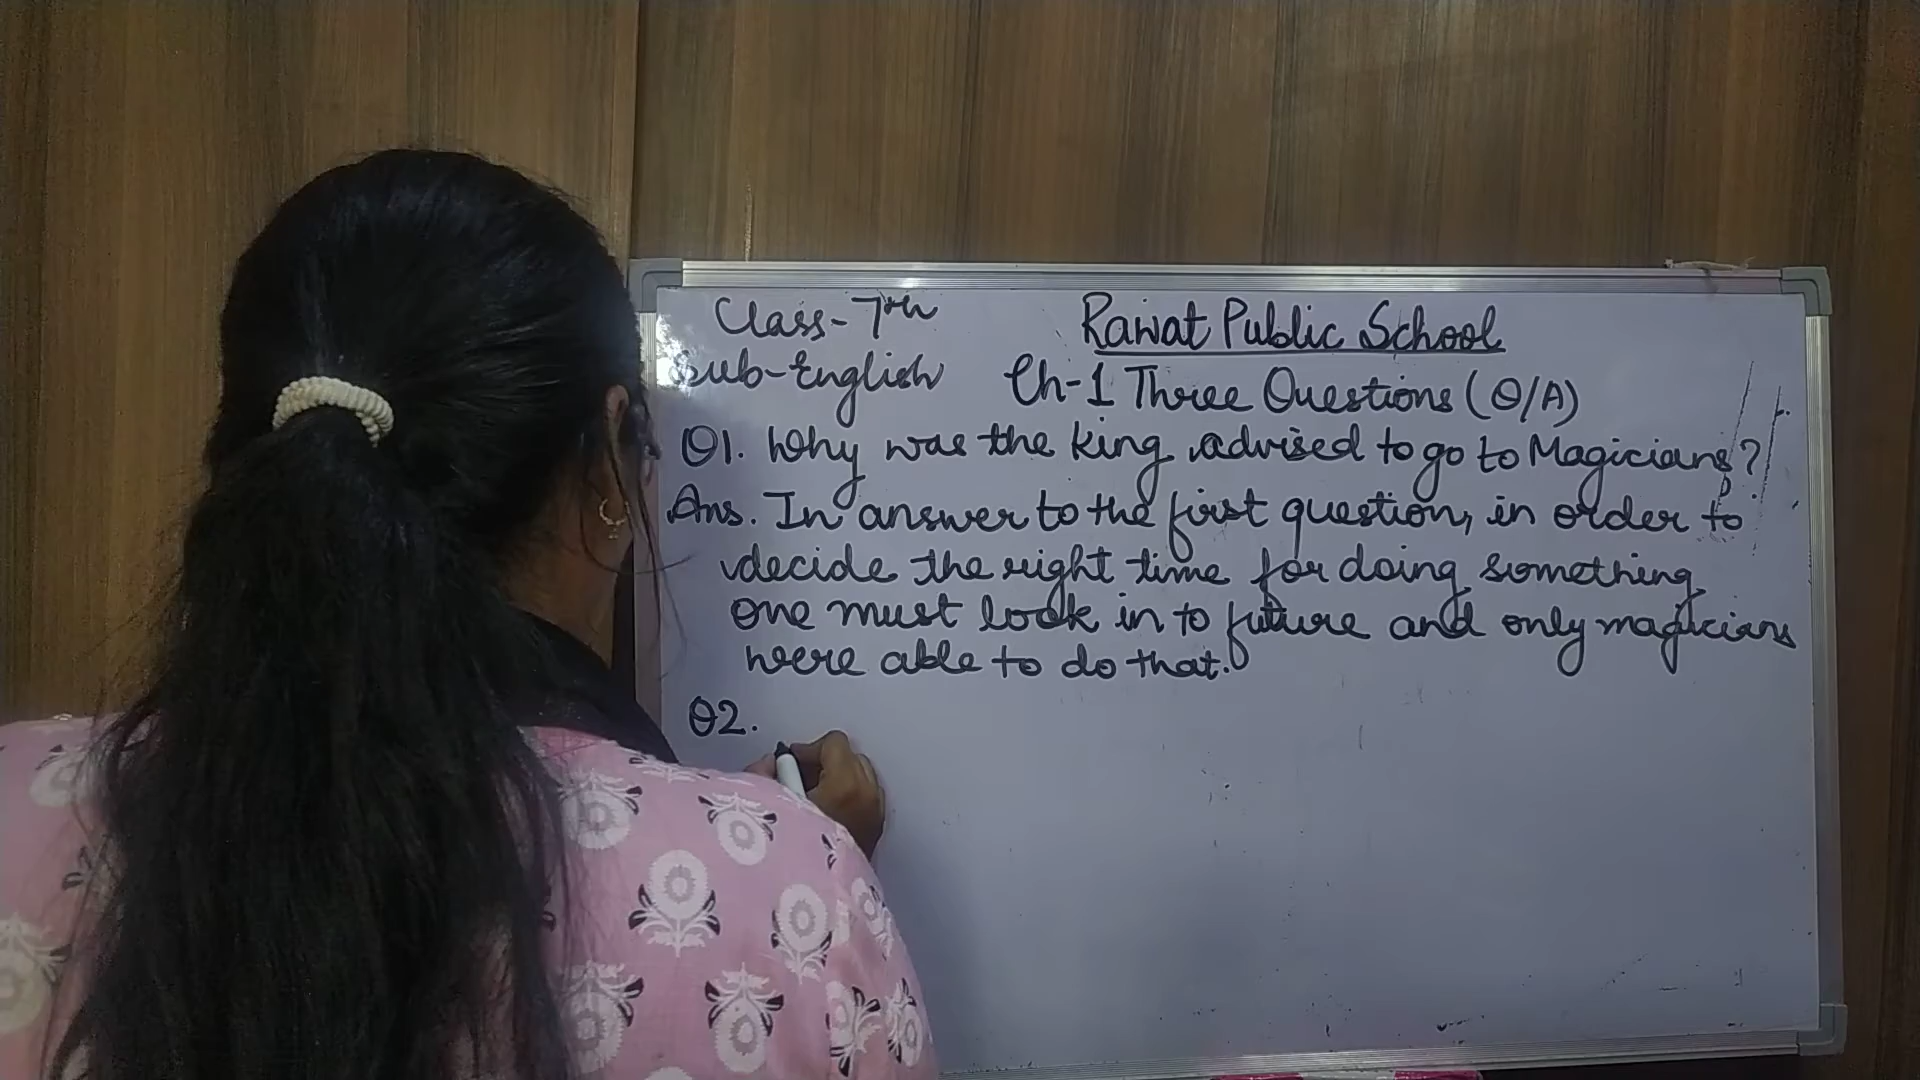 Class-7th
Rawat Public School
Sub-English
Ch-1 Three Questions (Q/A)
Q1. Why was the king advised to go to Magicians?
Ans. In answer to the first question, in order to
decide the right time for doing something
one must look in to future and only magicians
were able to do that.
Q2.